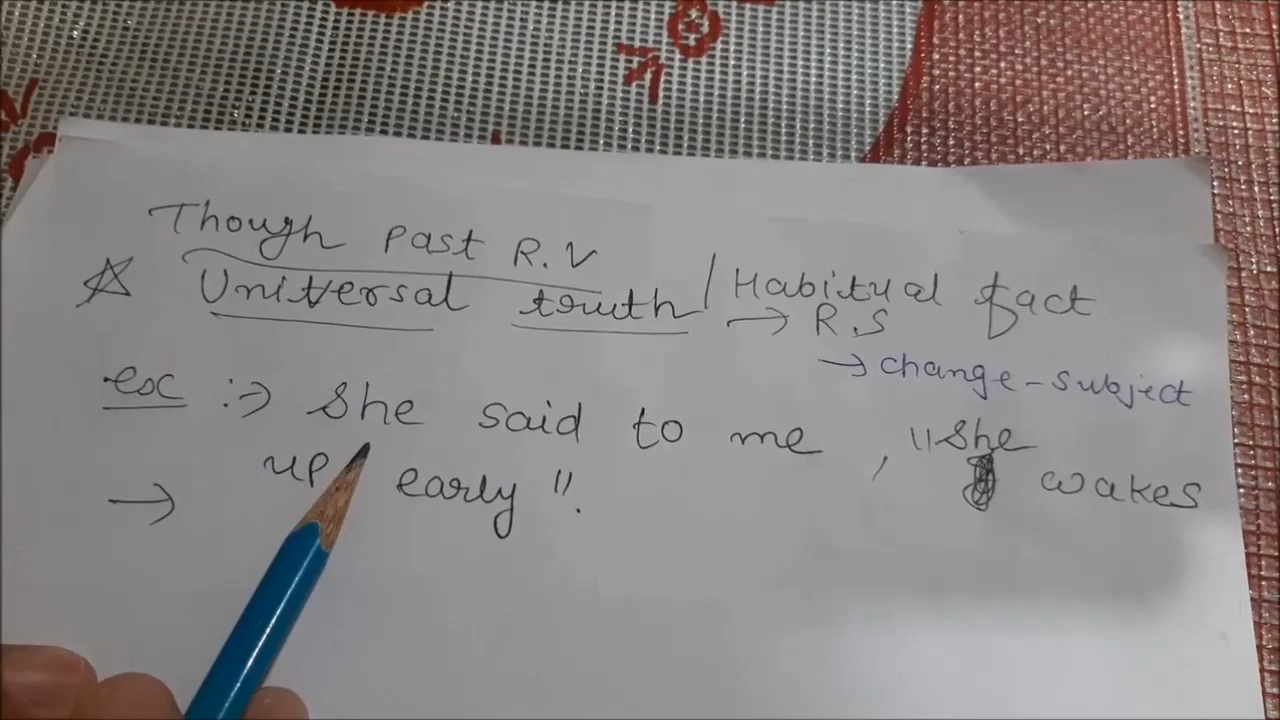 Though past R.V
☆ Universal truth / Habitual fact
→ R.S
→ change-subject
ex :→ She said to me, "She wakes
up early".
→